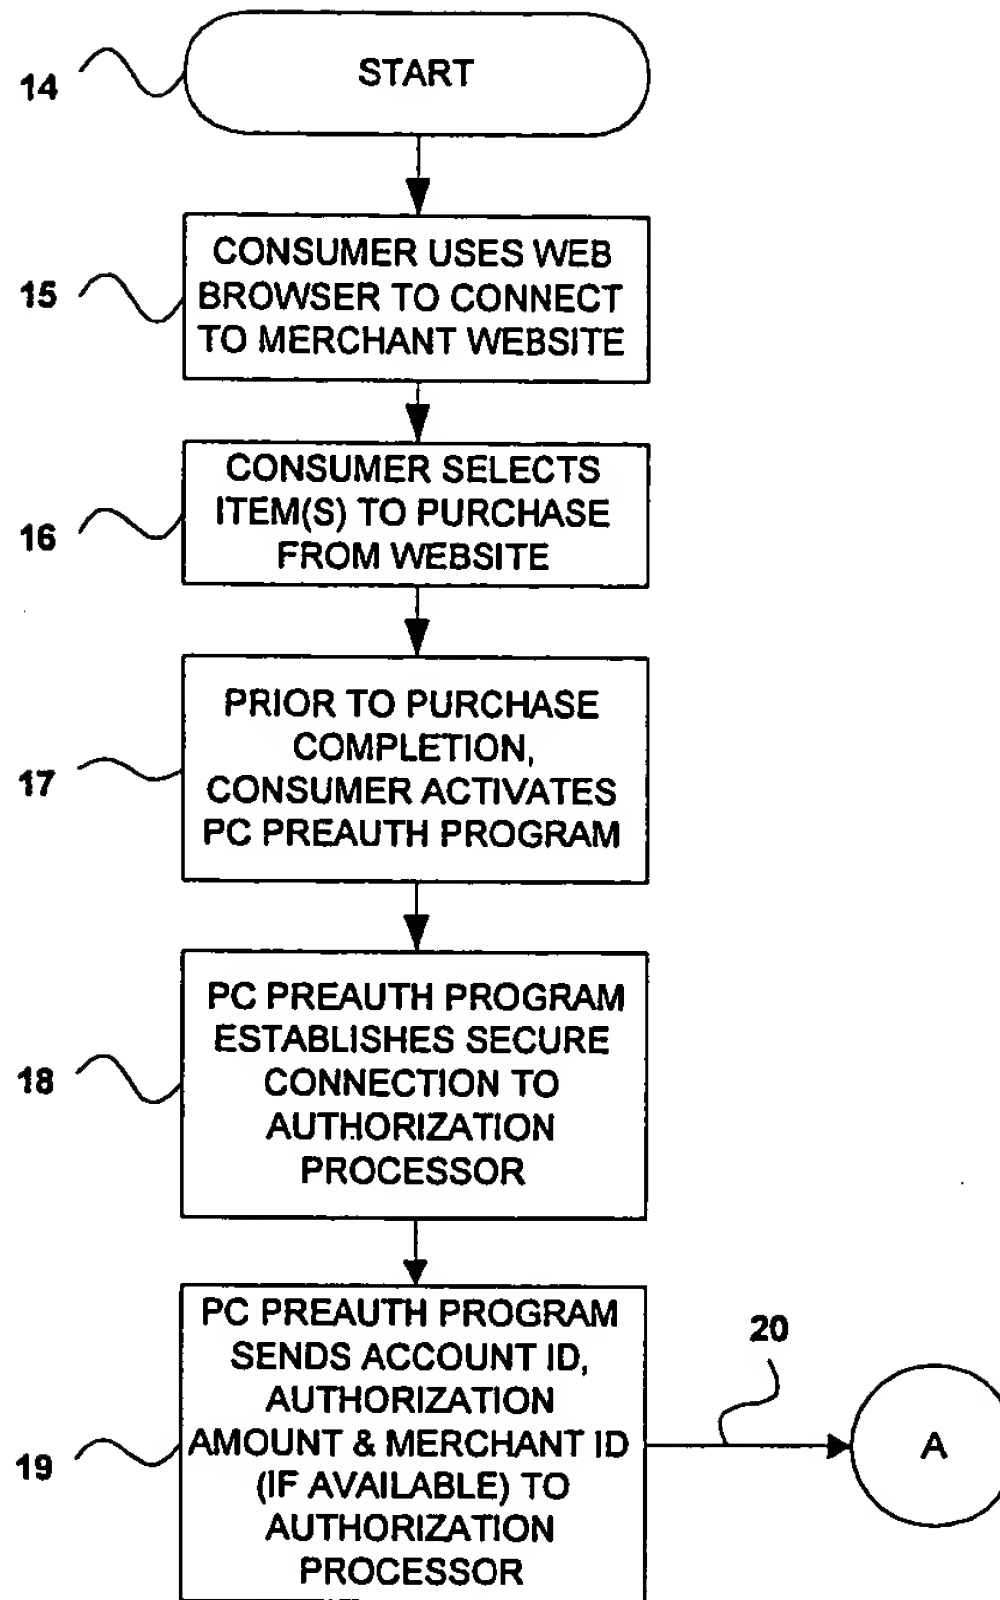 14
START
15
CONSUMER USES WEB
BROWSER TO CONNECT
TO MERCHANT WEBSITE
16
CONSUMER SELECTS
ITEM(S) TO PURCHASE
FROM WEBSITE
17
PRIOR TO PURCHASE
COMPLETION,
CONSUMER ACTIVATES
PC PREAUTH PROGRAM
18
PC PREAUTH PROGRAM
ESTABLISHES SECURE
CONNECTION TO
AUTHORIZATION
PROCESSOR
19
PC PREAUTH PROGRAM
SENDS ACCOUNT ID,
AUTHORIZATION
AMOUNT & MERCHANT ID
(IF AVAILABLE) TO
AUTHORIZATION
PROCESSOR
20
A